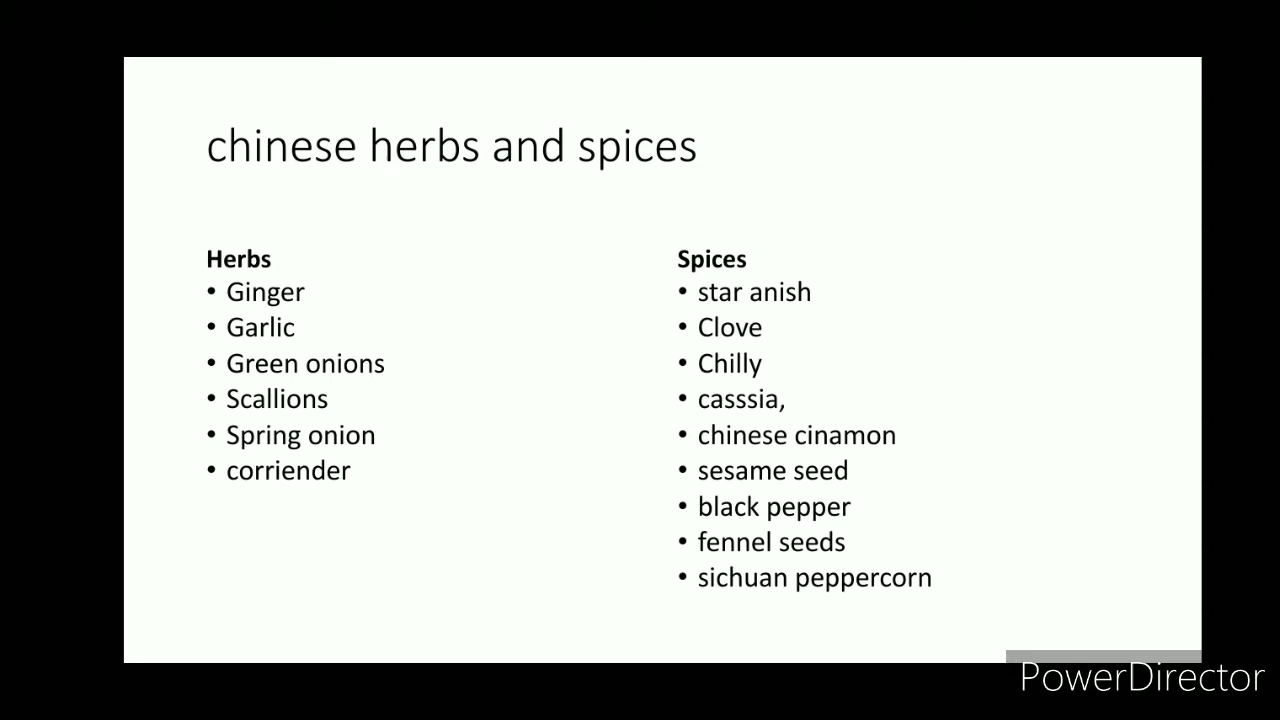 chinese herbs and spices
Herbs
• Ginger
• Garlic
• Green onions
• Scallions
• Spring onion
• corriender
Spices
• star anish
• Clove
• Chilly
• casssia,
• chinese cinamon
• sesame seed
• black pepper
• fennel seeds
• sichuan peppercorn
PowerDirector